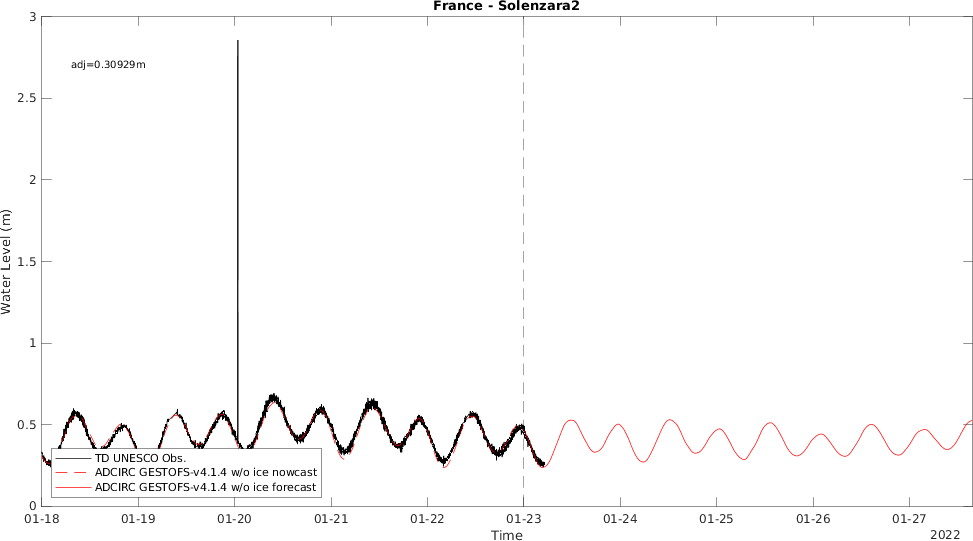 France - Solenzara2
adj=0.30929m
3
2.5
2
1.5
1
0.5
0
Water Level (m)
TD UNESCO Obs.
ADCIRC GESTOFS-v4.1.4 w/o ice nowcast
ADCIRC GESTOFS-v4.1.4 w/o ice forecast
01-18 01-19 01-20 01-21 01-22 01-23 01-24 01-25 01-26 01-27
Time
2022